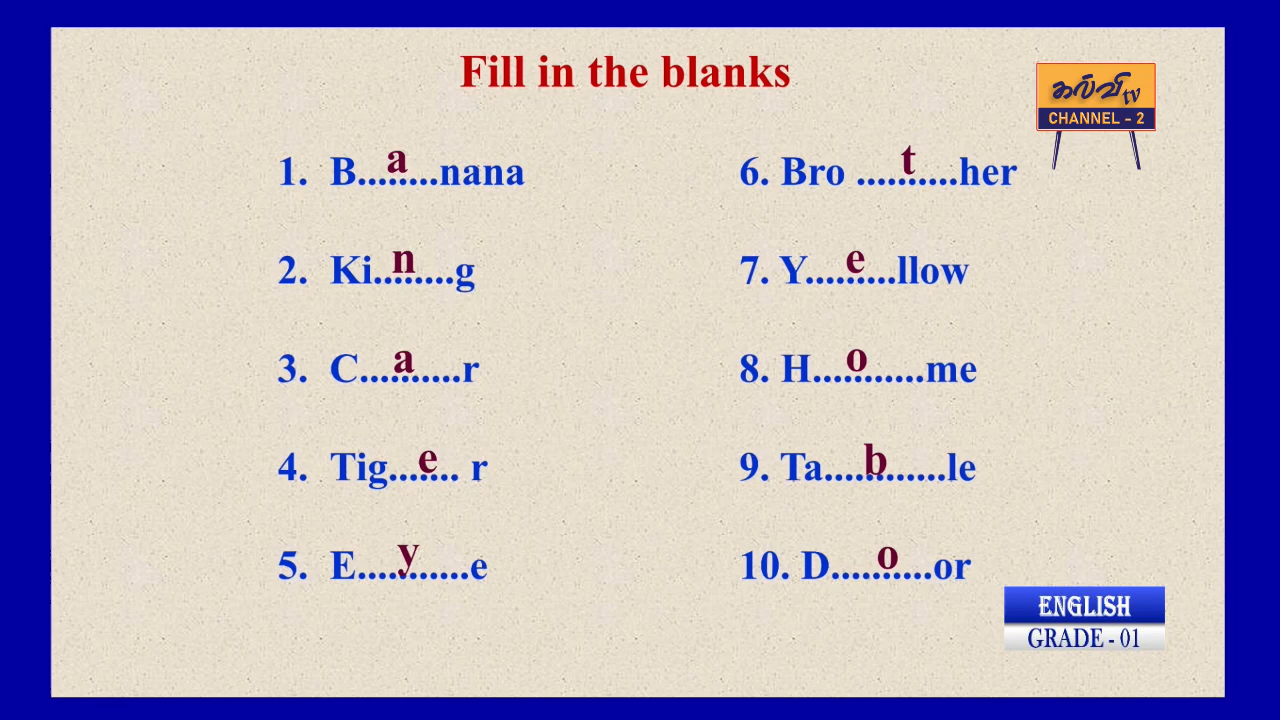 Fill in the blanks
கல்வி tv
CHANNEL - 2
1. B....a....nana
2. Ki...n.....g
3. C....a......r
4. Tig...e.... r
5. E.....y......e
6. Bro .....t.....her
7. Y....e.....llow
8. H....o.......me
9. Ta.....b.......le
10. D.....o.....or
ENGLISH
GRADE - 01